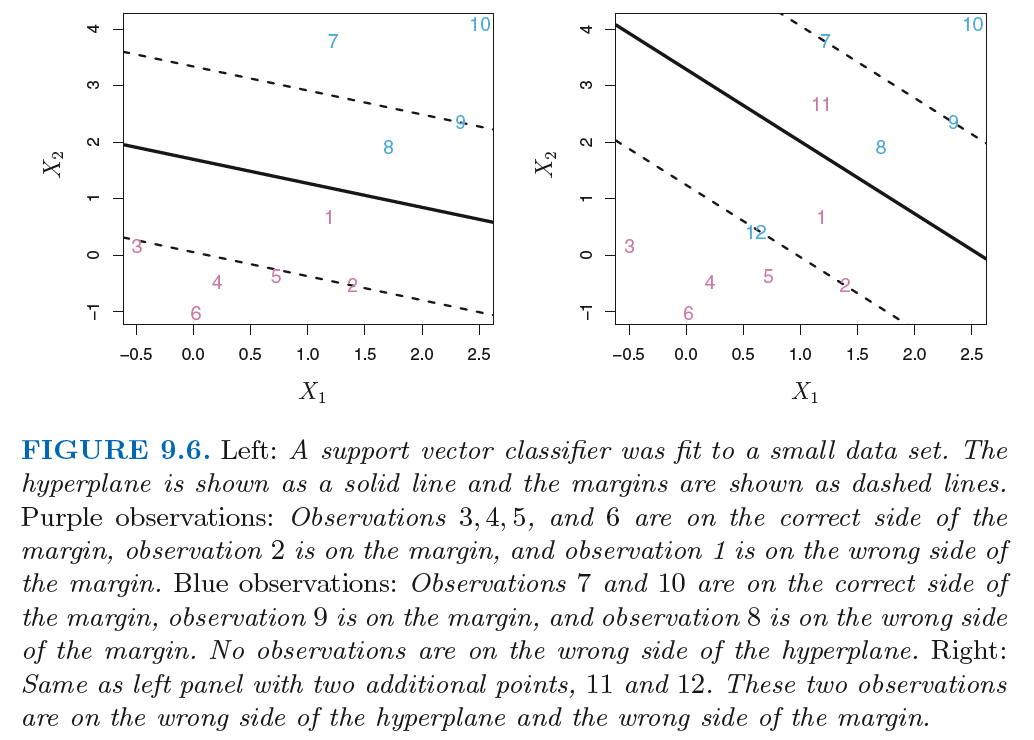 4
3
2
1
0
−1
X2
7
10
9
8
1
3
5
4
2
6
−0.5 0.0 0.5 1.0 1.5 2.0 2.5
X1
4
3
2
1
0
−1
X2
10
7
11
9
8
1
12
3
5
4
2
6
−0.5 0.0 0.5 1.0 1.5 2.0 2.5
X1
FIGURE 9.6. Left: A support vector classifier was fit to a small data set. The
hyperplane is shown as a solid line and the margins are shown as dashed lines.
Purple observations: Observations 3, 4, 5, and 6 are on the correct side of the
margin, observation 2 is on the margin, and observation 1 is on the wrong side of
the margin. Blue observations: Observations 7 and 10 are on the correct side of
the margin, observation 9 is on the margin, and observation 8 is on the wrong side
of the margin. No observations are on the wrong side of the hyperplane. Right:
Same as left panel with two additional points, 11 and 12. These two observations
are on the wrong side of the hyperplane and the wrong side of the margin.